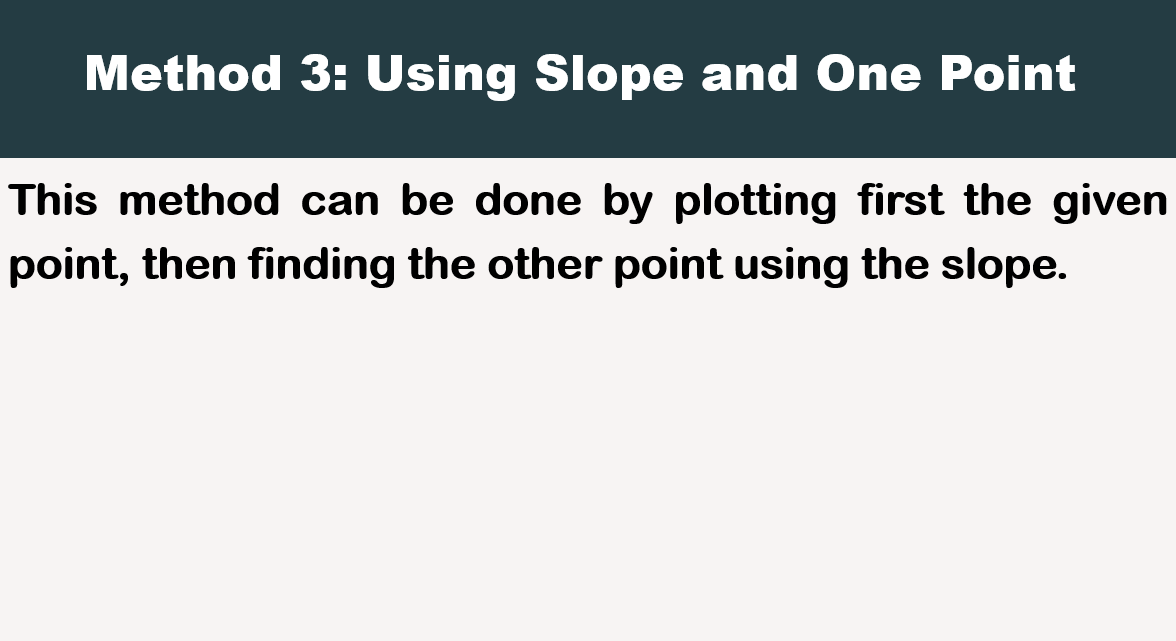 Method 3: Using Slope and One Point
This method can be done by plotting first the given
point, then finding the other point using the slope.